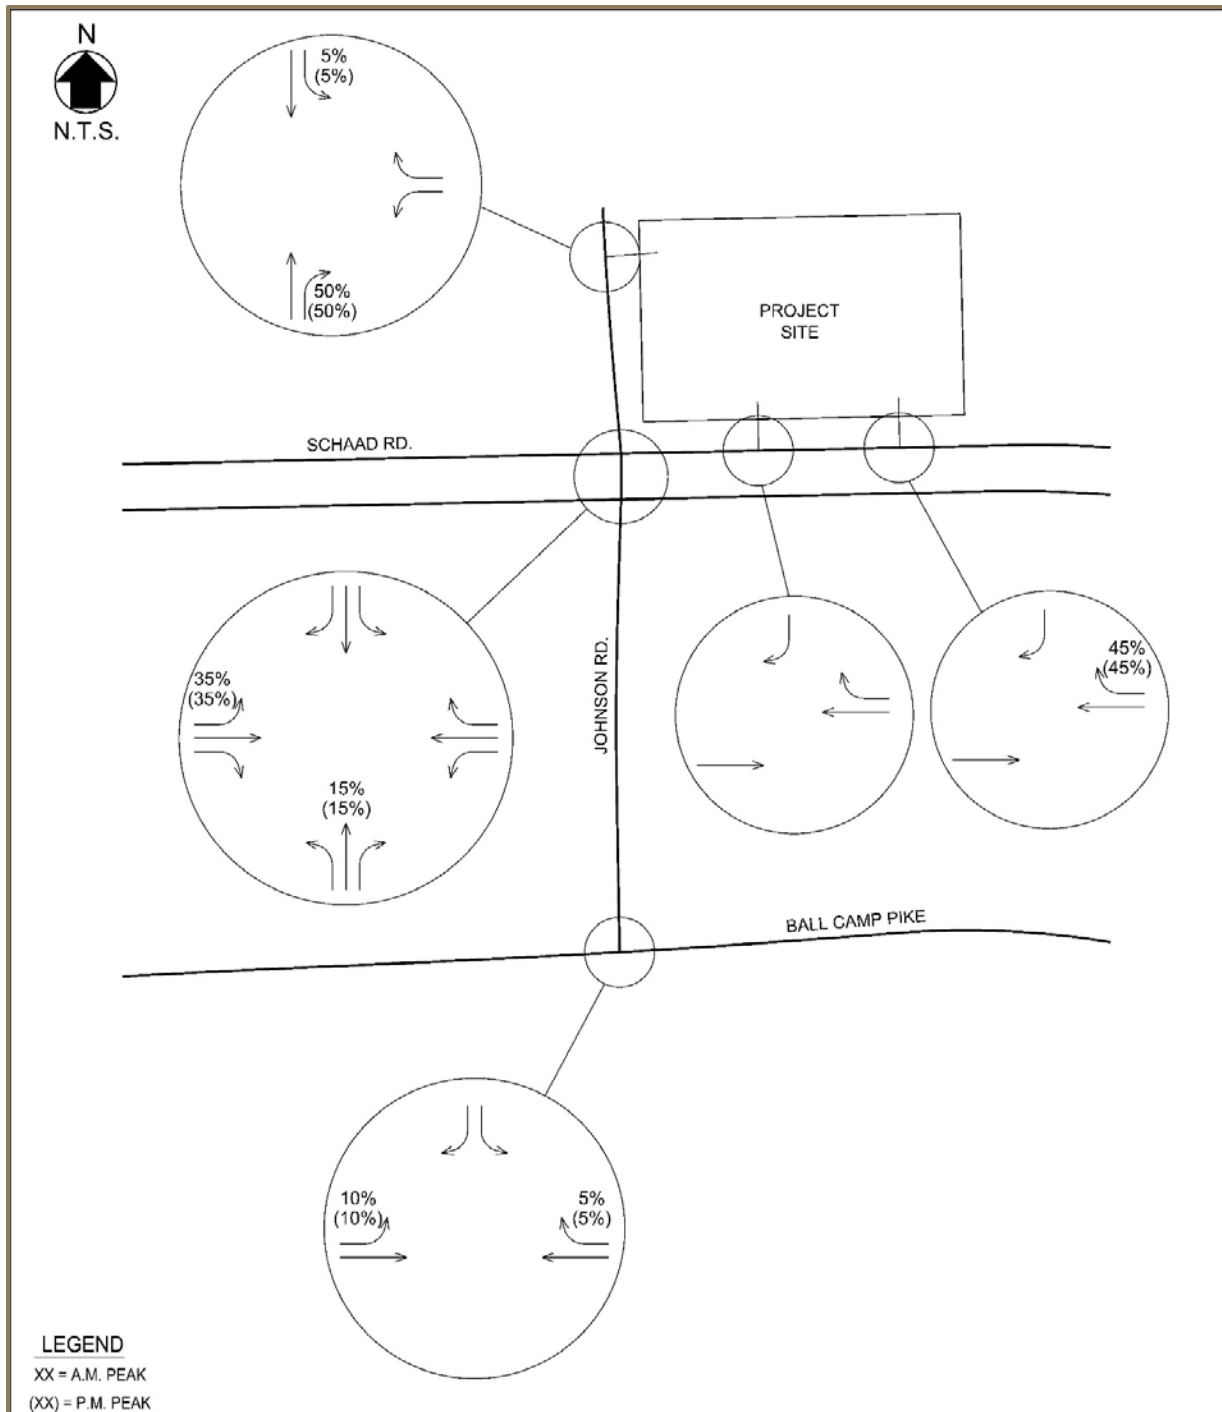 N
N.T.S.
5%
(5%)
50%
(50%)
PROJECT
SITE
SCHAAD RD.
35%
(35%)
15%
(15%)
JOHNSON RD.
45%
(45%)
BALL CAMP PIKE
10%
(10%)
5%
(5%)
LEGEND
XX = A.M. PEAK
(XX) = P.M. PEAK